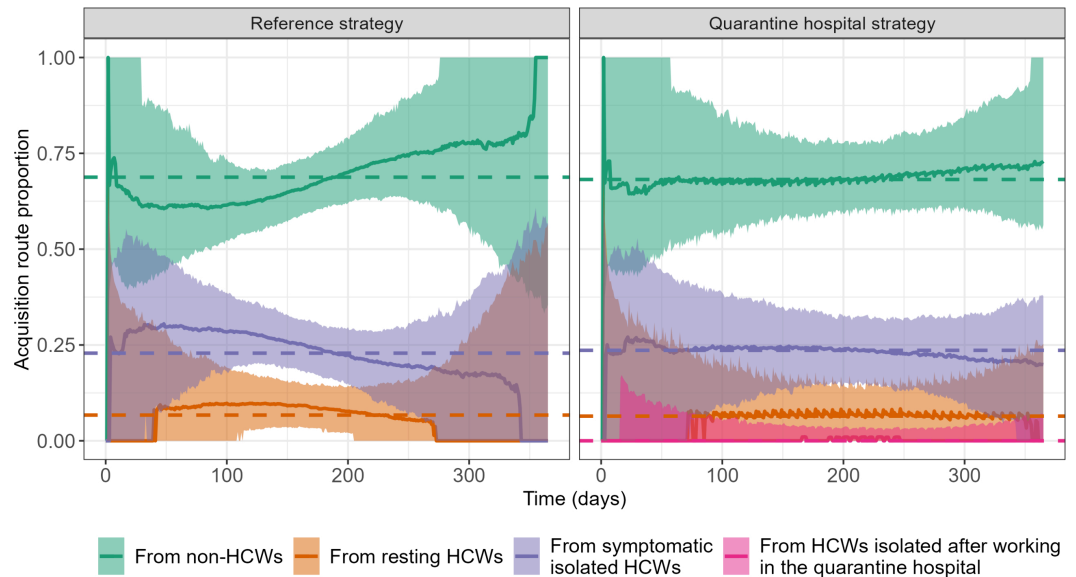 Reference strategy
Quarantine hospital strategy
Acquisition route proportion
1.00
0.75
0.50
0.25
0.00
0
100
200
300
0
100
200
300
Time (days)
From non-HCWs
From resting HCWs
From symptomatic
isolated HCWs
From HCWs isolated after working
in the quarantine hospital